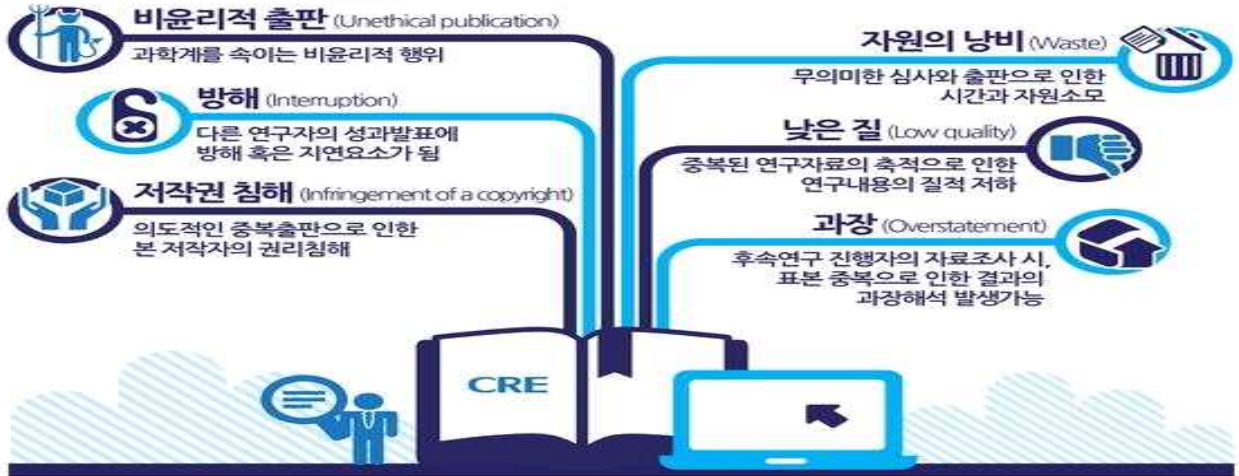 비윤리적 출판 (Unethical publication)
과학계를 속이는 비윤리적 행위
방해 (Interruption)
다른 연구자의 성과발표에
방해 혹은 지연요소가 됨
저작권 침해 (Infringement of a copyright)
의도적인 중복출판으로 인한
본 저작자의 권리침해
자원의 낭비 (Waste)
무의미한 심사와 출판으로 인한
시간과 자원소모
낮은 질 (Low quality)
중복된 연구자료의 축적으로 인한
연구내용의 질적 저하
과장 (Overstatement)
후속연구 진행자의 자료조사 시,
표본 중복으로 인한 결과의
과장해석 발생가능
CRE